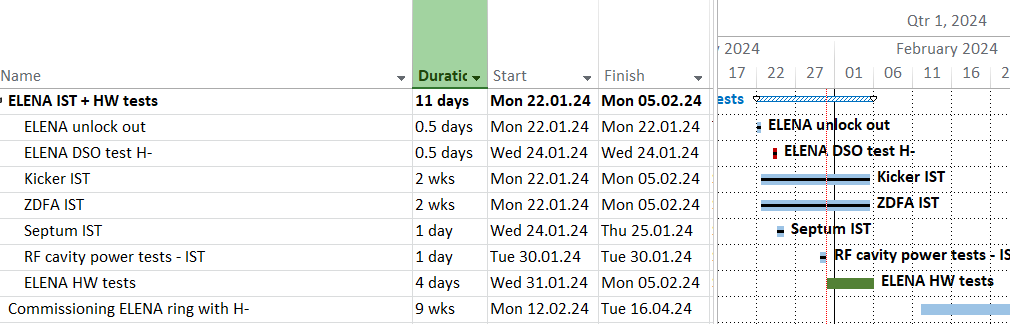 Qtr 1, 2024
2024 February 2024
Name Duratic Start Finish 17 22 27 01 06 11 16
ELENA IST + HW tests 11 days Mon 22.01.24 Mon 05.02.24 ests
ELENA unlock out 0.5 days Mon 22.01.24 Mon 22.01.24 ELENA unlock out
ELENA DSO test H- 0.5 days Wed 24.01.24 Wed 24.01.24 ELENA DSO test H-
Kicker IST 2 wks Mon 22.01.24 Mon 05.02.24 Kicker IST
ZDFA IST 2 wks Mon 22.01.24 Mon 05.02.24 ZDFA IST
Septum IST 1 day Wed 24.01.24 Thu 25.01.24 Septum IST
RF cavity power tests - IST 1 day Tue 30.01.24 Tue 30.01.24 RF cavity power tests - IS
ELENA HW tests 4 days Wed 31.01.24 Mon 05.02.24 ELENA HW tests
Commissioning ELENA ring with H- 9 wks Mon 12.02.24 Tue 16.04.24